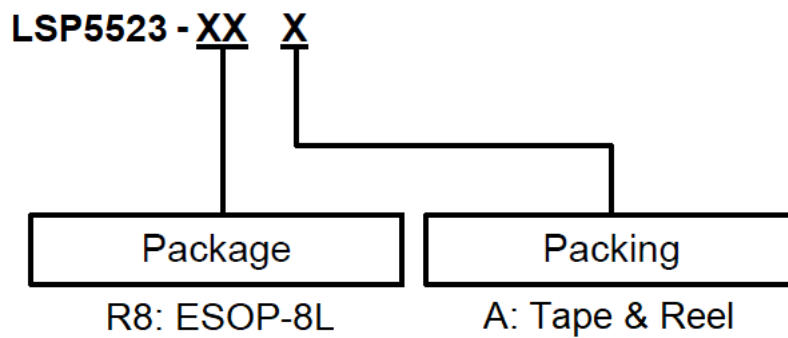 LSP5523 - XX X
Package
Packing
R8: ESOP-8L
A: Tape & Reel